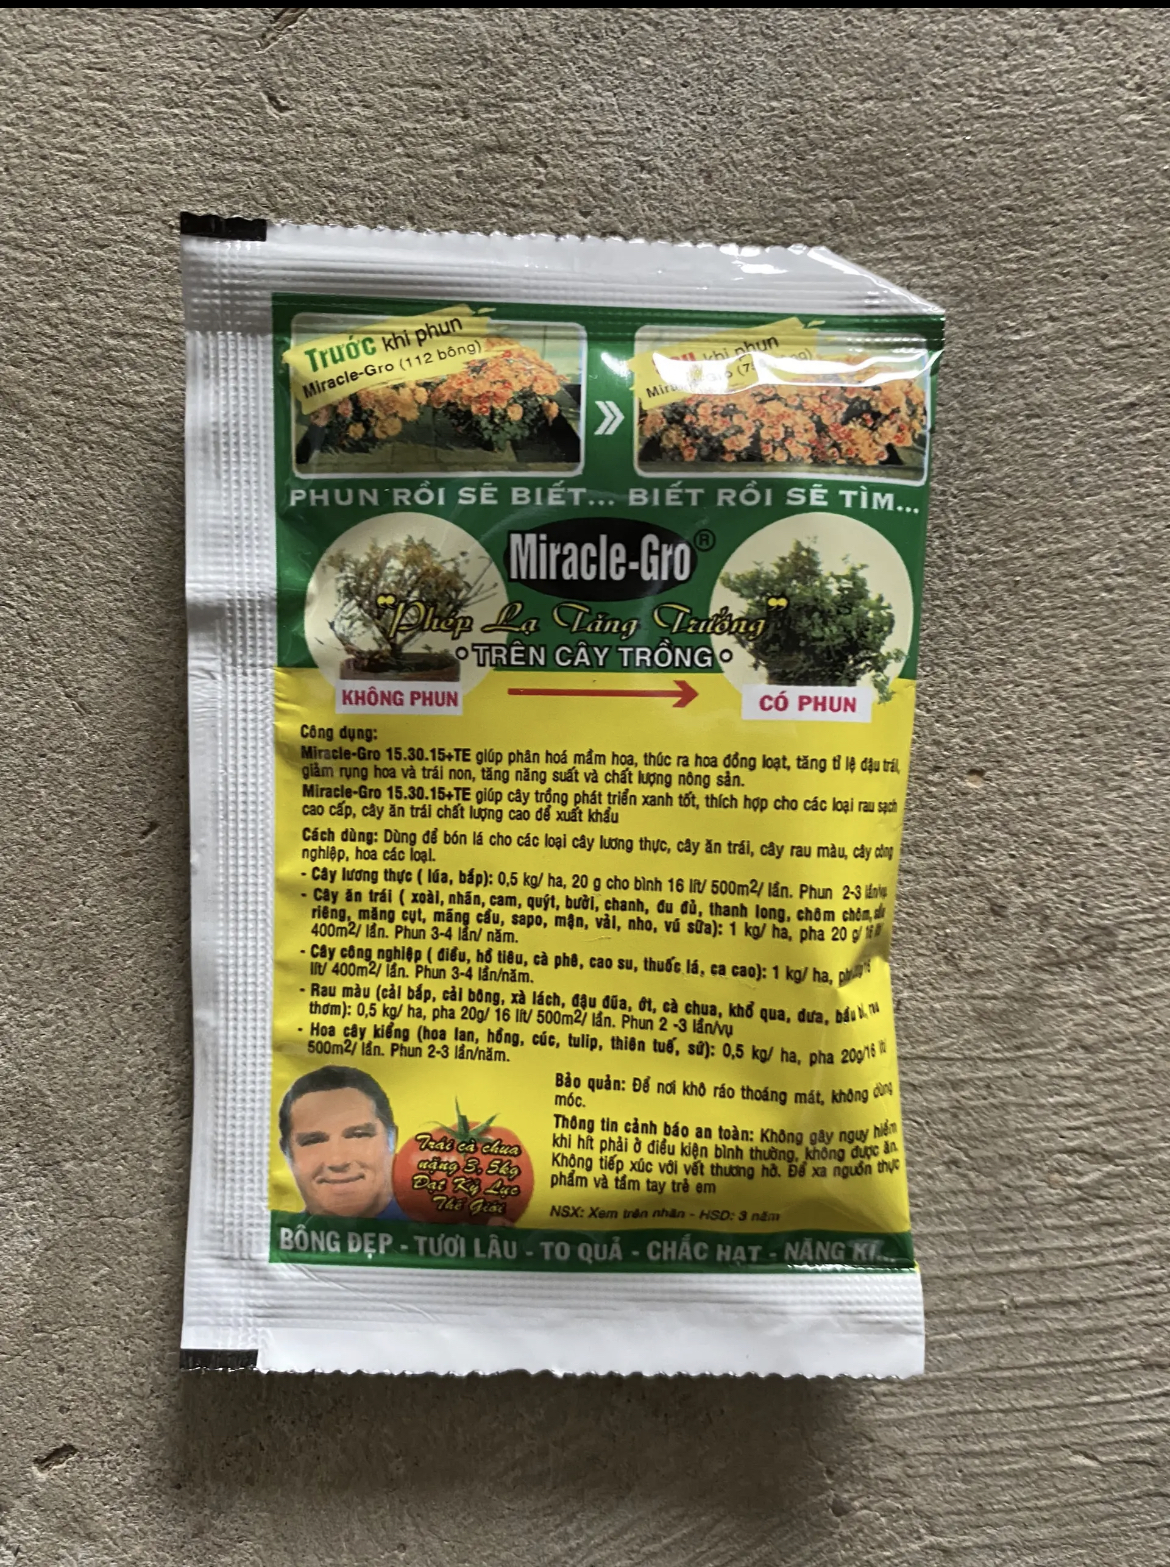 Trước khi phun
Miracle-Gro (112 bông)
khi phun
PHUN RỒI SẼ BIẾT... BIẾT RỒI SẼ TÌM...
Miracle-Gro®
"Phép Lạ Tăng Trưởng"
• TRÊN CÂY TRỒNG •
KHÔNG PHUN
CÓ PHUN
Công dụng:
Miracle-Gro 15.30.15+TE giúp phân hoá mầm hoa, thúc ra hoa đồng loạt, tăng tỉ lệ đậu trái,
giảm rụng hoa và trái non, tăng năng suất và chất lượng nông sản.
Miracle-Gro 15.30.15+TE giúp cây trồng phát triển xanh tốt, thích hợp cho các loại rau sạch
cao cấp, cây ăn trái chất lượng cao để xuất khẩu
Cách dùng: Dùng để bón lá cho các loại cây lương thực, cây ăn trái, cây rau màu, cây công
nghiệp, hoa các loại.
- Cây lương thực ( lúa, bắp): 0,5 kg/ ha, 20 g cho bình 16 lít/ 500m2/ lần. Phun 2-3 lần/vụ
- Cây ăn trái ( xoài, nhãn, cam, quýt, bưởi, chanh, đu đủ, thanh long, chôm chôm, sầu
riêng, măng cụt, mãng cầu, sapo, mận, vải, nho, vú sữa): 1 kg/ ha, pha 20 g/ 16
400m2/ lần. Phun 3-4 lần/ năm.
- Cây công nghiệp ( điều, hồ tiêu, cà phê, cao su, thuốc lá, ca cao): 1 kg/ ha,
lít/ 400m2/ lần. Phun 3-4 lần/năm.
- Rau màu (cải bắp, cải bông, xà lách, đậu đũa, ớt, cà chua, khổ qua, dưa, bầu bí, rau
thơm): 0,5 kg/ ha, pha 20g/ 16 lít/ 500m2/ lần. Phun 2 -3 lần/vụ
- Hoa cây kiểng (hoa lan, hồng, cúc, tulip, thiên tuế, sứ): 0,5 kg/ ha, pha 20g/16 lít/
500m2/ lần. Phun 2-3 lần/năm.
Bảo quản: Để nơi khô ráo thoáng mát, không dùng
móc.
Thông tin cảnh báo an toàn: Không gây nguy hiểm
khi hít phải ở điều kiện bình thường, không được ăn.
Không tiếp xúc với vết thương hở. Để xa nguồn thực
phẩm và tầm tay trẻ em
NSX: Xem trên nhãn - HSD: 3 năm
Trái cà chua
nặng 3,5kg
Đạt Kỷ Lục
Thế Giới
BÔNG ĐẸP - TƯƠI LÂU - TO QUẢ - CHẮC HẠT - NẶNG KÍ...